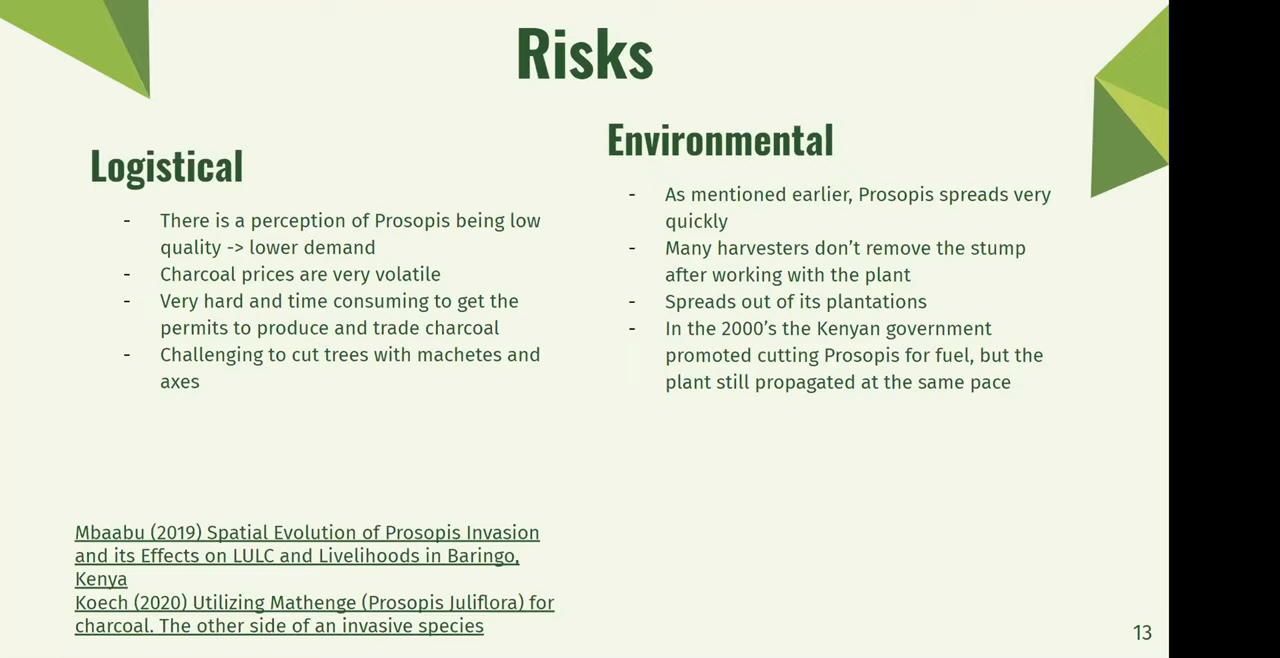 Risks
Logistical
- There is a perception of Prosopis being low
quality -> lower demand
- Charcoal prices are very volatile
- Very hard and time consuming to get the
permits to produce and trade charcoal
- Challenging to cut trees with machetes and
axes
Environmental
- As mentioned earlier, Prosopis spreads very
quickly
- Many harvesters don’t remove the stump
after working with the plant
- Spreads out of its plantations
- In the 2000’s the Kenyan government
promoted cutting Prosopis for fuel, but the
plant still propagated at the same pace
Mbaabu (2019) Spatial Evolution of Prosopis Invasion
and its Effects on LULC and Livelihoods in Baringo,
Kenya
Koech (2020) Utilizing Mathenge (Prosopis Juliflora) for
charcoal. The other side of an invasive species
13